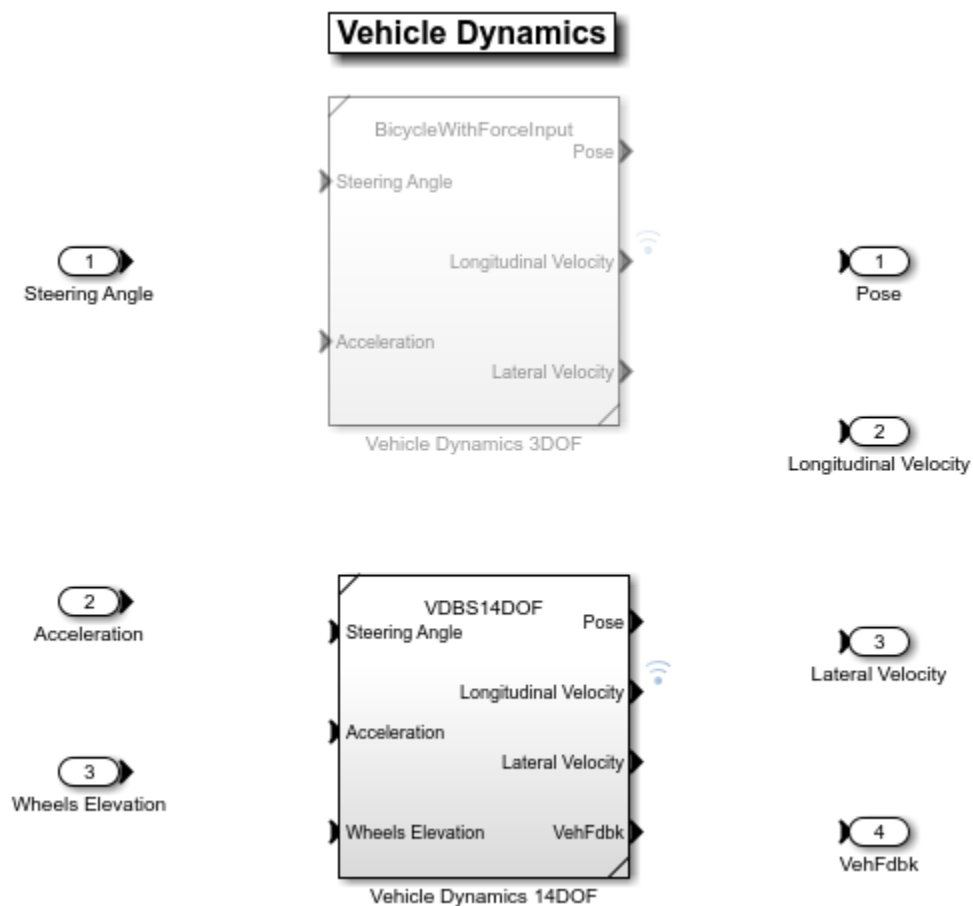 Vehicle Dynamics
BicycleWithForceInput
Pose
Steering Angle
Longitudinal Velocity
Acceleration
Lateral Velocity
Vehicle Dynamics 3DOF
1
Steering Angle
1
Pose
2
Longitudinal Velocity
2
Acceleration
3
Wheels Elevation
VDBS14DOF
Pose
Steering Angle
Longitudinal Velocity
Acceleration
Lateral Velocity
Wheels Elevation
VehFdbk
Vehicle Dynamics 14DOF
3
Lateral Velocity
4
VehFdbk